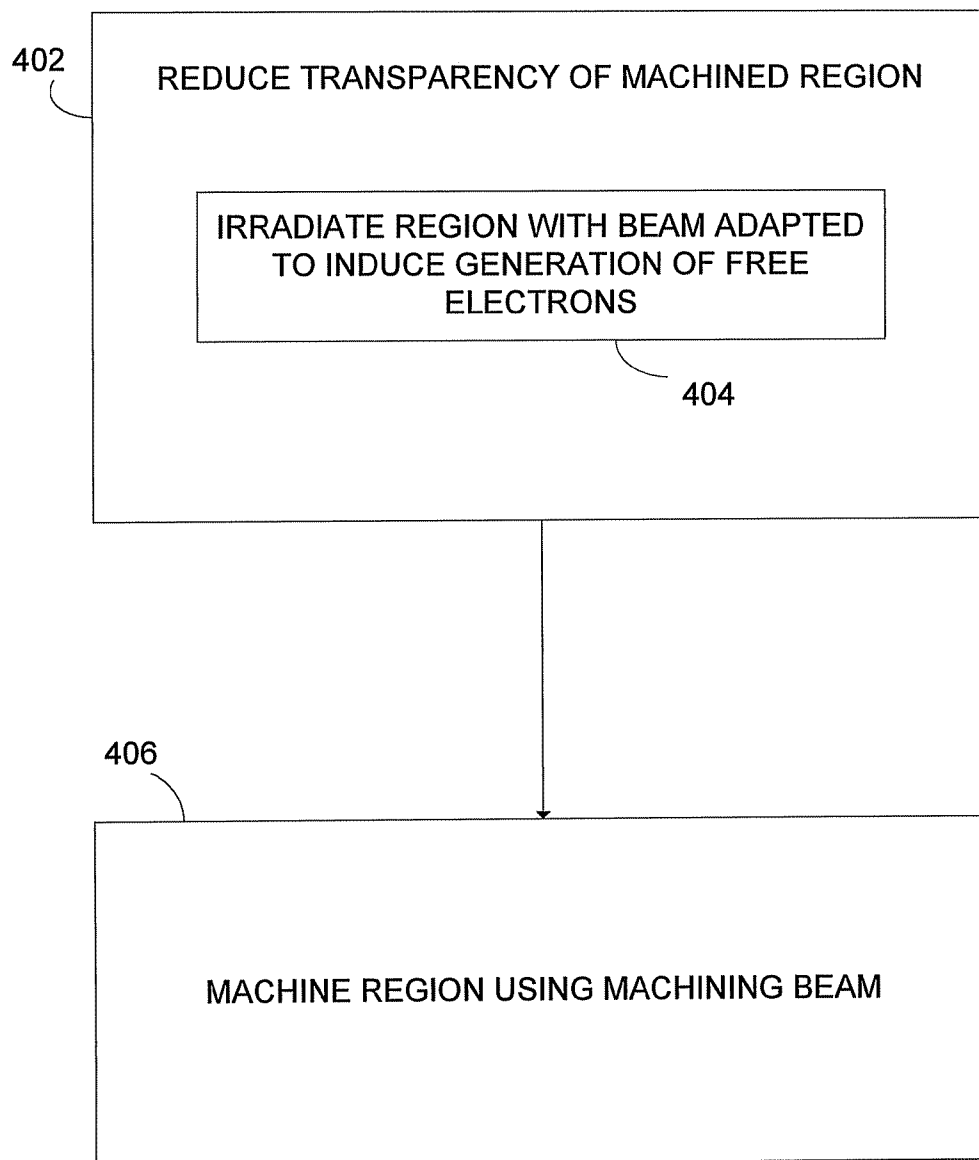 402
REDUCE TRANSPARENCY OF MACHINED REGION
IRRADIATE REGION WITH BEAM ADAPTED
TO INDUCE GENERATION OF FREE
ELECTRONS
404
406
MACHINE REGION USING MACHINING BEAM